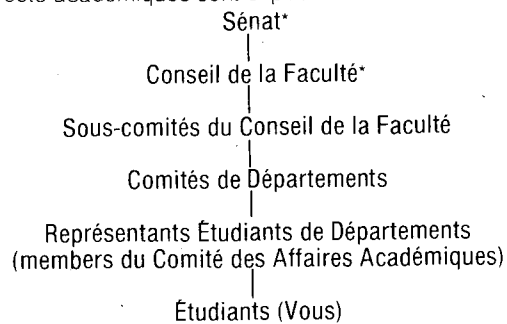 Sénat*
Conseil de la Faculté*
Sous-comités du Conseil de la Faculté
Comités de Départements
Représentants Étudiants de Départements
(members du Comité des Affaires Académiques)
Étudiants (Vous)